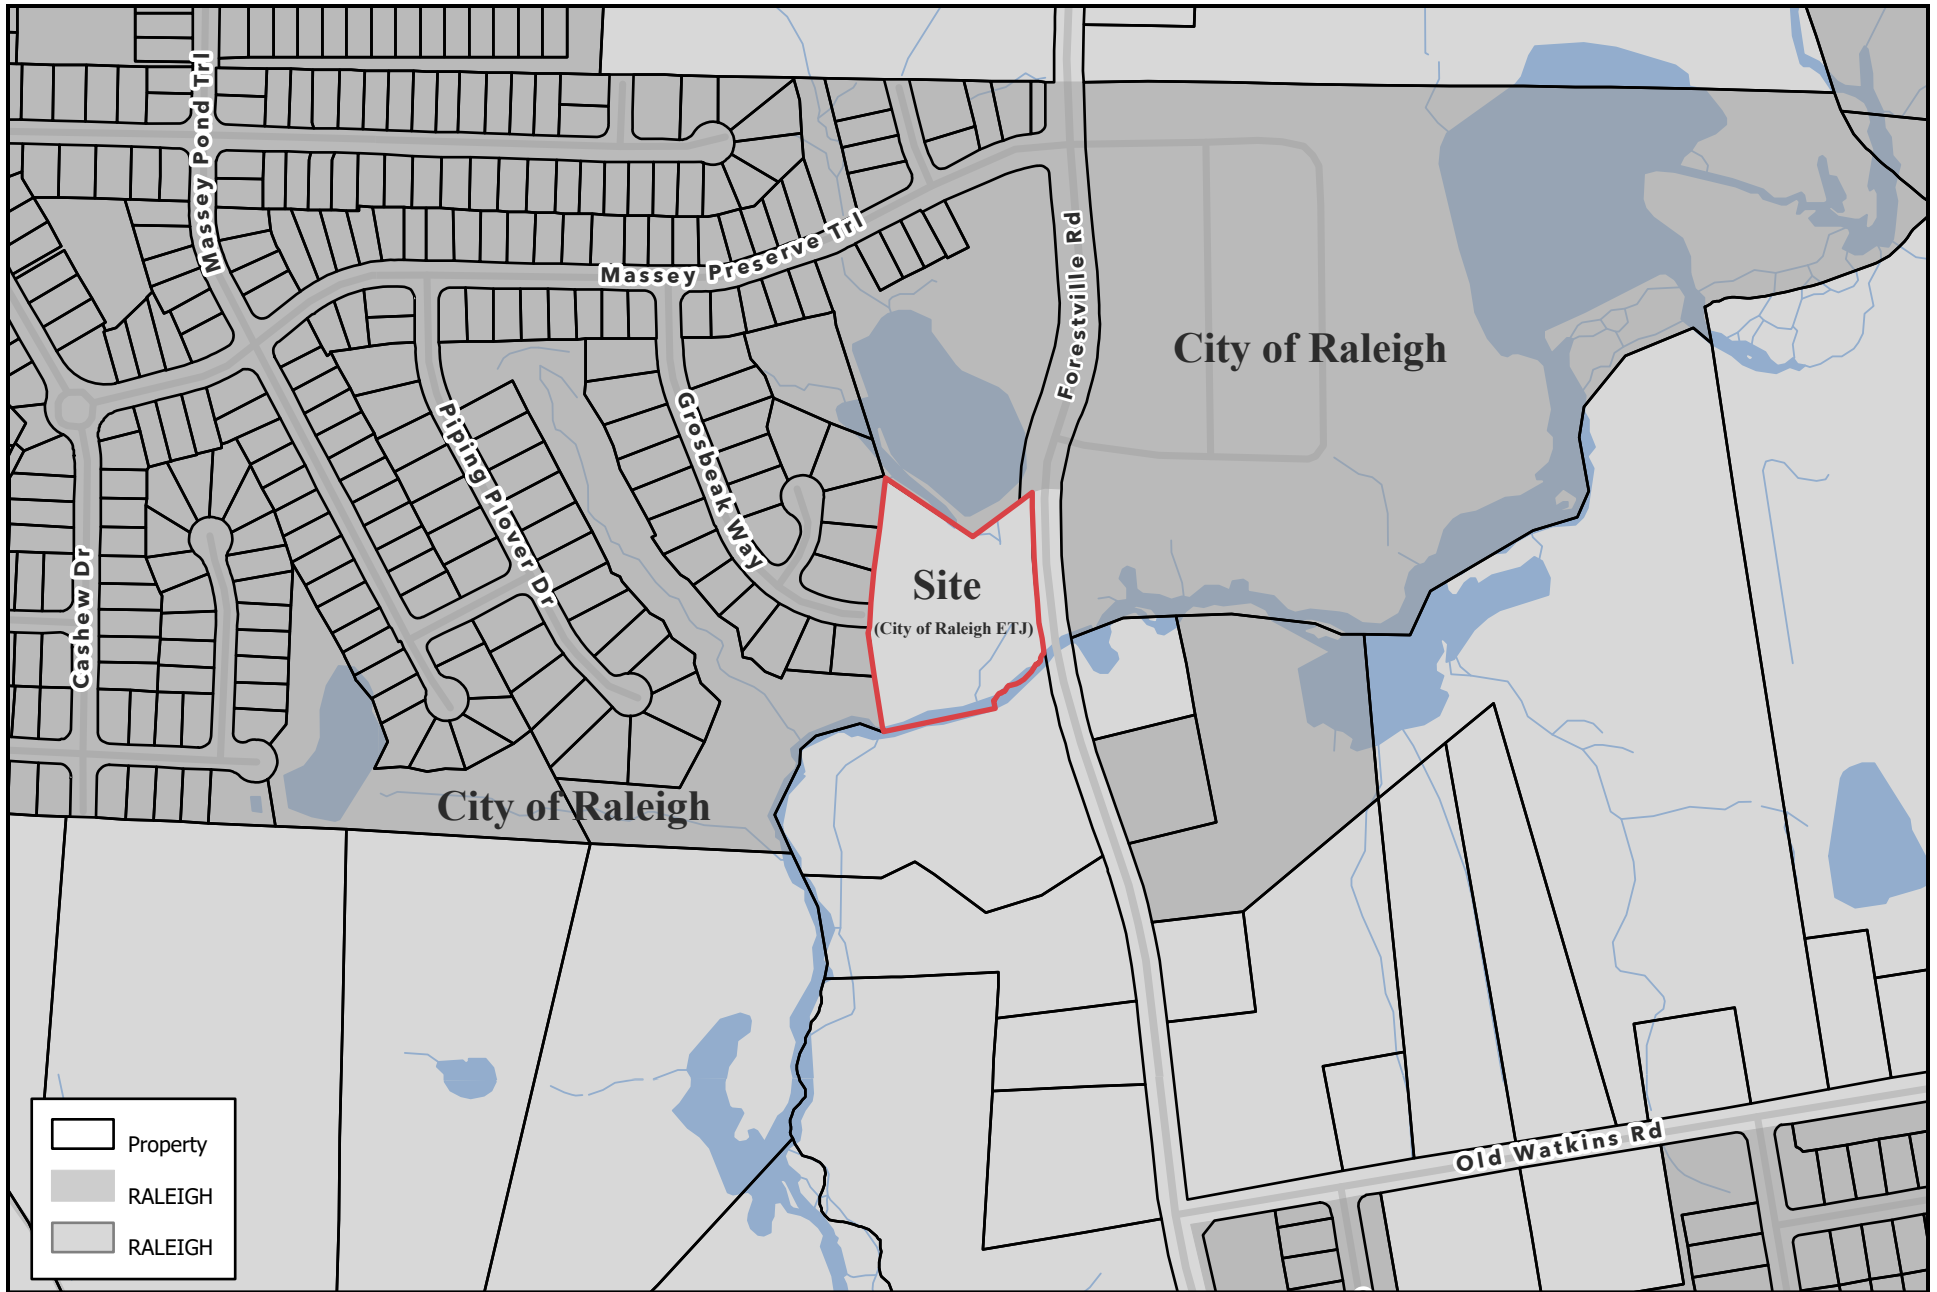 Massey Pond Trl
Massey Preserve Trl
Forestville Rd
City of Raleigh
Piping Plover Dr
Grosbeak Way
Cashew Dr
Site
(City of Raleigh ETJ)
City of Raleigh
Old Watkins Rd
Property
RALEIGH
RALEIGH